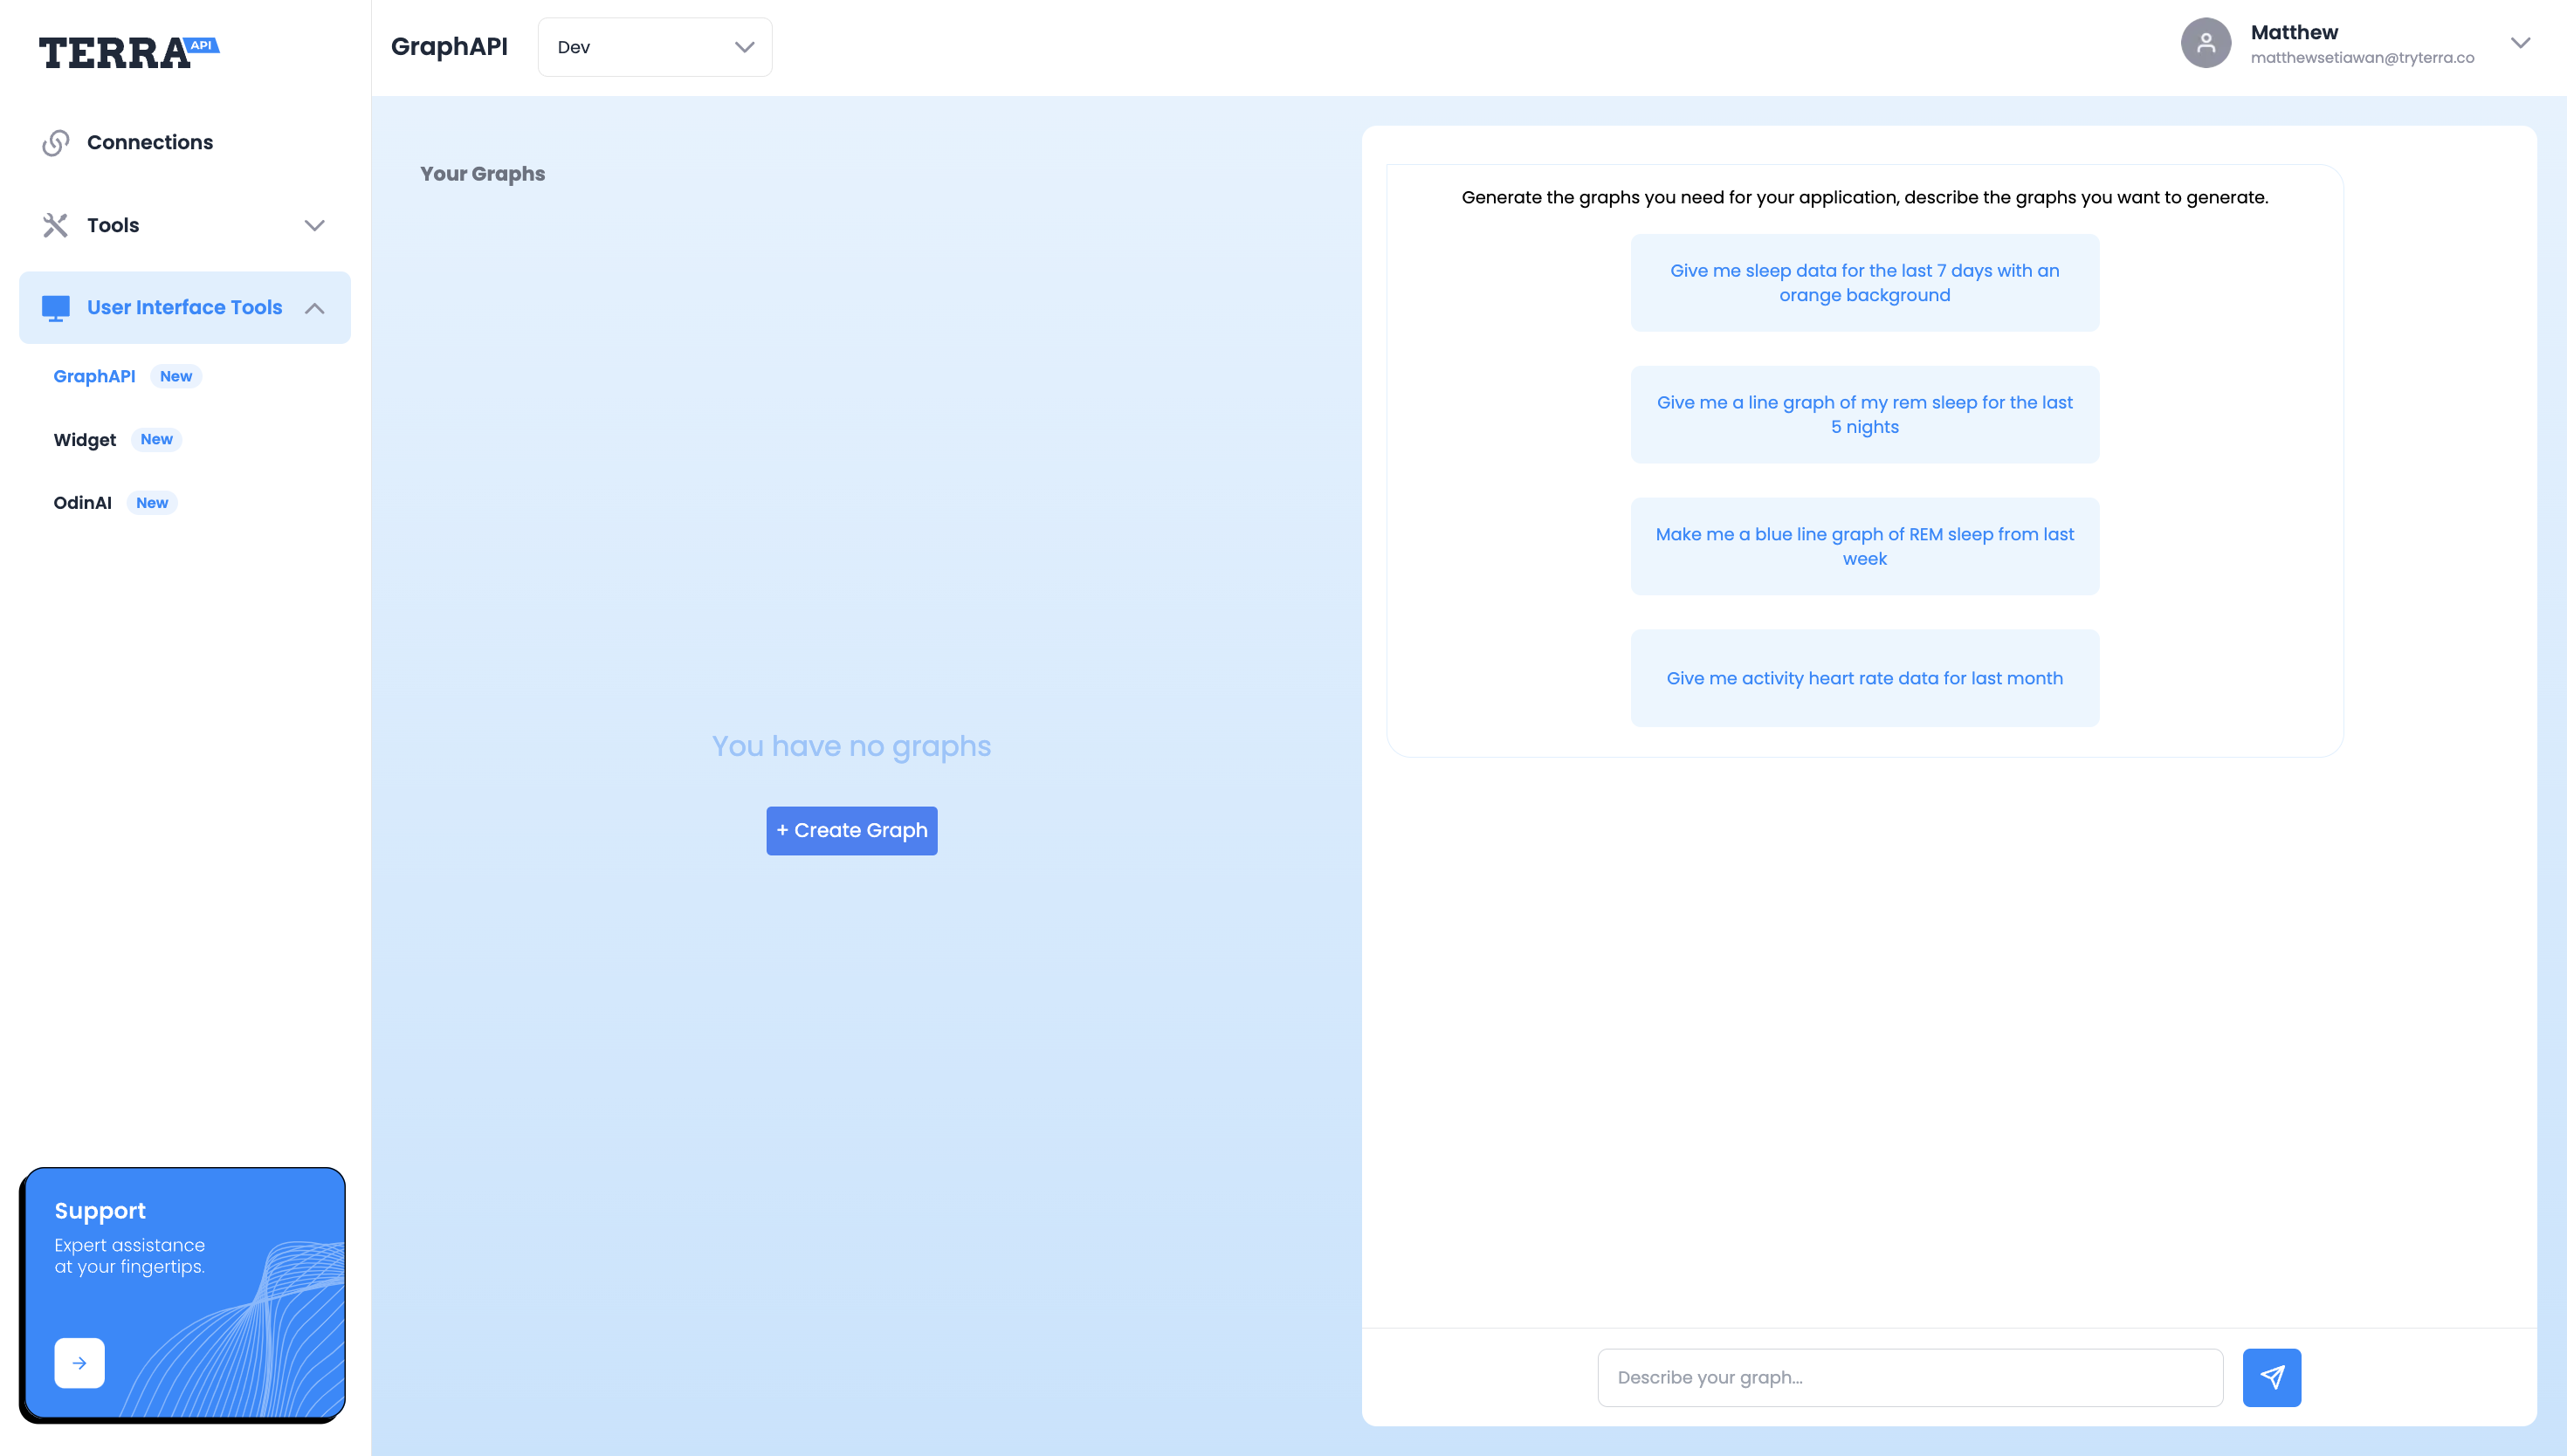 TERRA API
Connections
Tools
User Interface Tools
GraphAPI New
Widget New
OdinAI New
Support
Expert assistance
at your fingertips.
GraphAPI
Dev
Matthew
matthewsetiawan@tryterra.co
Your Graphs
You have no graphs
+ Create Graph
Generate the graphs you need for your application, describe the graphs you want to generate.
Give me sleep data for the last 7 days with an
orange background
Give me a line graph of my rem sleep for the last
5 nights
Make me a blue line graph of REM sleep from last
week
Give me activity heart rate data for last month
Describe your graph...